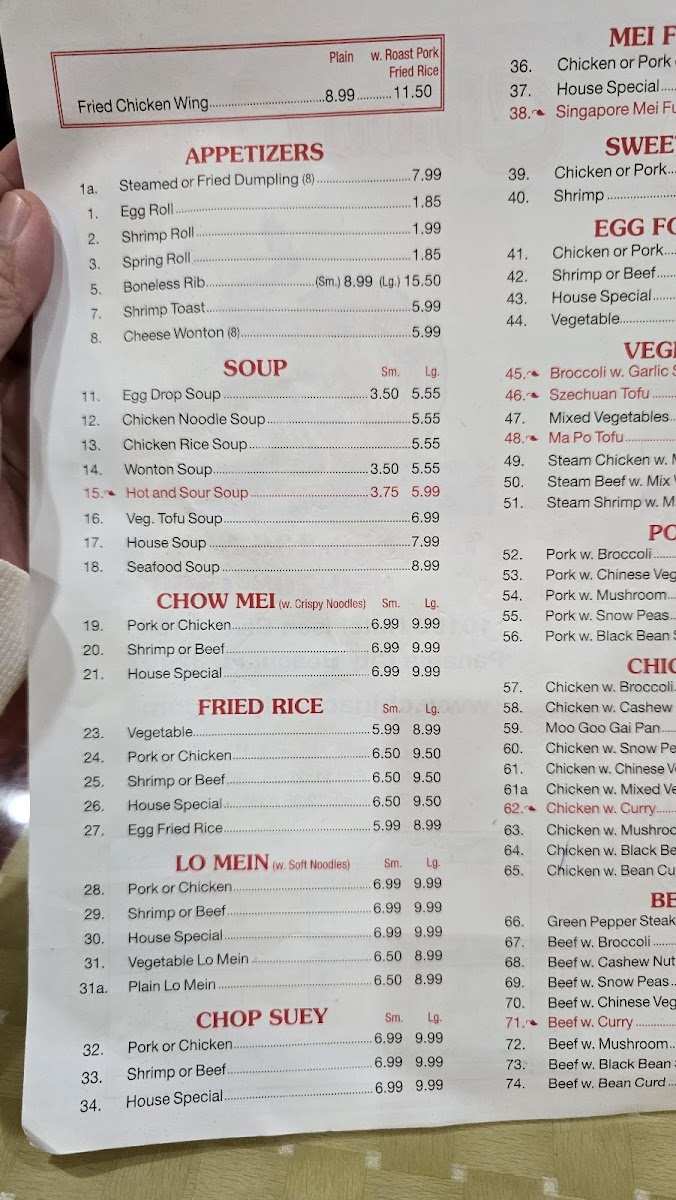 Plain w. Roast Pork
Fried Rice
Fried Chicken Wing 8.99 11.50
APPETIZERS
1a. Steamed or Fried Dumpling (8) 7.99
1. Egg Roll 1.85
2. Shrimp Roll 1.99
3. Spring Roll 1.85
5. Boneless Rib (Sm.) 8.99 (Lg.) 15.50
7. Shrimp Toast 5.99
8. Cheese Wonton (8) 5.99
SOUP Sm. Lg.
11. Egg Drop Soup 3.50 5.55
12. Chicken Noodle Soup 5.55
13. Chicken Rice Soup 5.55
14. Wonton Soup 3.50 5.55
15. Hot and Sour Soup 3.75 5.99
16. Veg. Tofu Soup 6.99
17. House Soup 7.99
18. Seafood Soup 8.99
CHOW MEI (w. Crispy Noodles) Sm. Lg.
19. Pork or Chicken 6.99 9.99
20. Shrimp or Beef 6.99 9.99
21. House Special 6.99 9.99
FRIED RICE Sm. Lg.
23. Vegetable 5.99 8.99
24. Pork or Chicken 6.50 9.50
25. Shrimp or Beef 6.50 9.50
26. House Special 6.50 9.50
27. Egg Fried Rice 5.99 8.99
LO MEIN (w. Soft Noodles) Sm. Lg.
28. Pork or Chicken 6.99 9.99
29. Shrimp or Beef 6.99 9.99
30. House Special 6.99 9.99
31. Vegetable Lo Mein 6.50 8.99
31a. Plain Lo Mein 6.50 8.99
CHOP SUEY Sm. Lg.
32. Pork or Chicken 6.99 9.99
33. Shrimp or Beef 6.99 9.99
34. House Special 6.99 9.99
MEI F
36. Chicken or Pork
37. House Special
38. Singapore Mei Fu
SWEE
39. Chicken or Pork
40. Shrimp
EGG FO
41. Chicken or Pork
42. Shrimp or Beef
43. House Special
44. Vegetable
VEG
45. Broccoli w. Garlic S
46. Szechuan Tofu
47. Mixed Vegetables
48. Ma Po Tofu
49. Steam Chicken w. M
50. Steam Beef w. Mix V
51. Steam Shrimp w. M
PO
52. Pork w. Broccoli
53. Pork w. Chinese Veg
54. Pork w. Mushroom
55. Pork w. Snow Peas
56. Pork w. Black Bean S
CHIC
57. Chicken w. Broccoli
58. Chicken w. Cashew
59. Moo Goo Gai Pan
60. Chicken w. Snow Pe
61. Chicken w. Chinese Ve
61a Chicken w. Mixed Ve
62. Chicken w. Curry
63. Chicken w. Mushroo
64. Chicken w. Black Be
65. Chicken w. Bean Cu
BE
66. Green Pepper Steak
67. Beef w. Broccoli
68. Beef w. Cashew Nut
69. Beef w. Snow Peas
70. Beef w. Chinese Veg
71. Beef w. Curry
72. Beef w. Mushroom
73. Beef w. Black Bean S
74. Beef w. Bean Curd